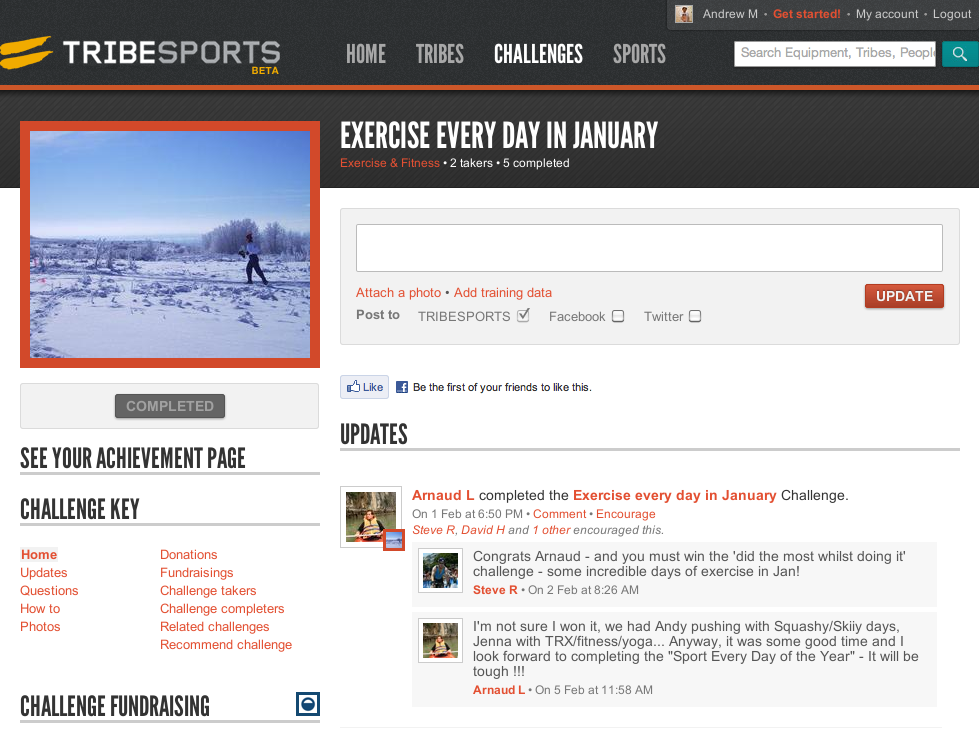 Andrew M • Get started! • My account • Logout
TRIBESPORTS
BETA
HOME TRIBES CHALLENGES SPORTS
Search Equipment, Tribes, People
EXERCISE EVERY DAY IN JANUARY
Exercise & Fitness • 2 takers • 5 completed
Attach a photo • Add training data
UPDATE
Post to TRIBESPORTS Facebook Twitter
COMPLETED
SEE YOUR ACHIEVEMENT PAGE
CHALLENGE KEY
Home
Updates
Questions
How to
Photos
Donations
Fundraisings
Challenge takers
Challenge completers
Related challenges
Recommend challenge
CHALLENGE FUNDRAISING
Like Be the first of your friends to like this.
UPDATES
Arnaud L completed the Exercise every day in January Challenge.
On 1 Feb at 6:50 PM • Comment • Encourage
Steve R, David H and 1 other encouraged this.
Congrats Arnaud - and you must win the 'did the most whilst doing it'
challenge - some incredible days of exercise in Jan!
Steve R • On 2 Feb at 8:26 AM
I'm not sure I won it, we had Andy pushing with Squashy/Skiiy days,
Jenna with TRX/fitness/yoga... Anyway, it was some good time and I
look forward to completing the "Sport Every Day of the Year" - It will be
tough !!!
Arnaud L • On 5 Feb at 11:58 AM